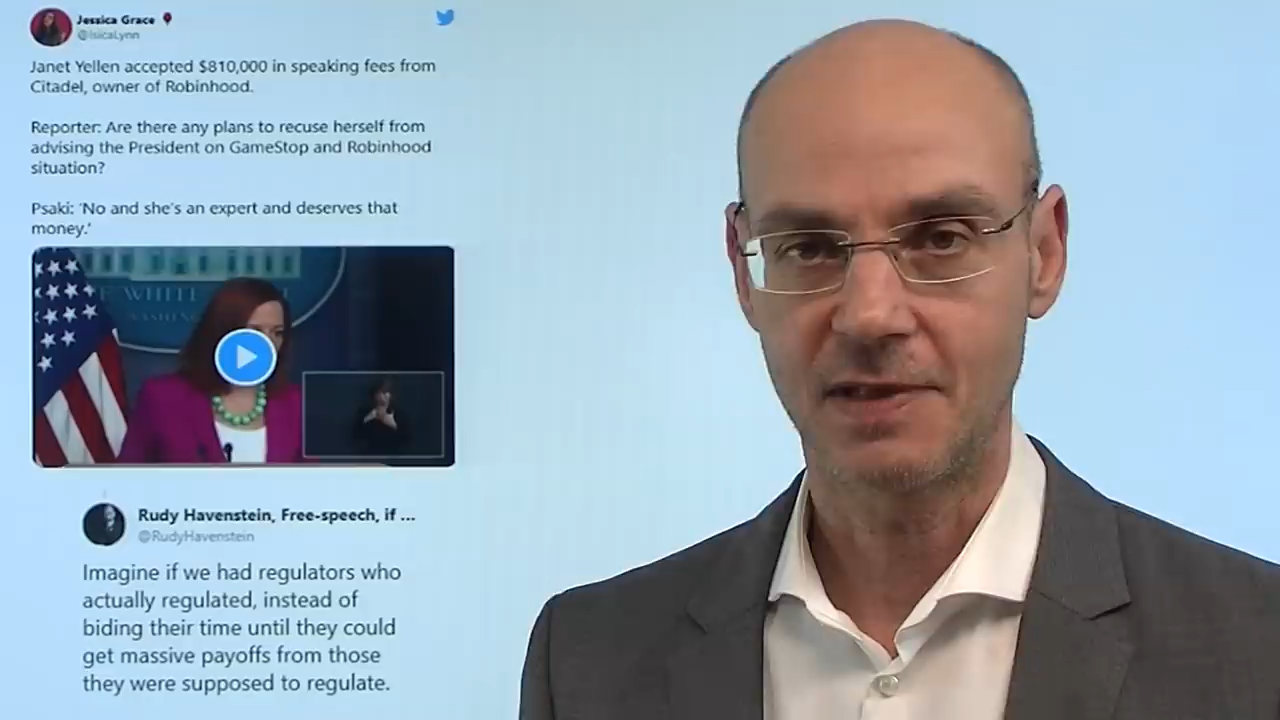 Jessica Grace
@IsicaLynn
Janet Yellen accepted $810,000 in speaking fees from
Citadel, owner of Robinhood.
Reporter: Are there any plans to recuse herself from
advising the President on GameStop and Robinhood
situation?
Psaki: 'No and she's an expert and deserves that
money.'
WHITE
WASHING
Rudy Havenstein, Free-speech, if ...
@RudyHavenstein
Imagine if we had regulators who
actually regulated, instead of
biding their time until they could
get massive payoffs from those
they were supposed to regulate.